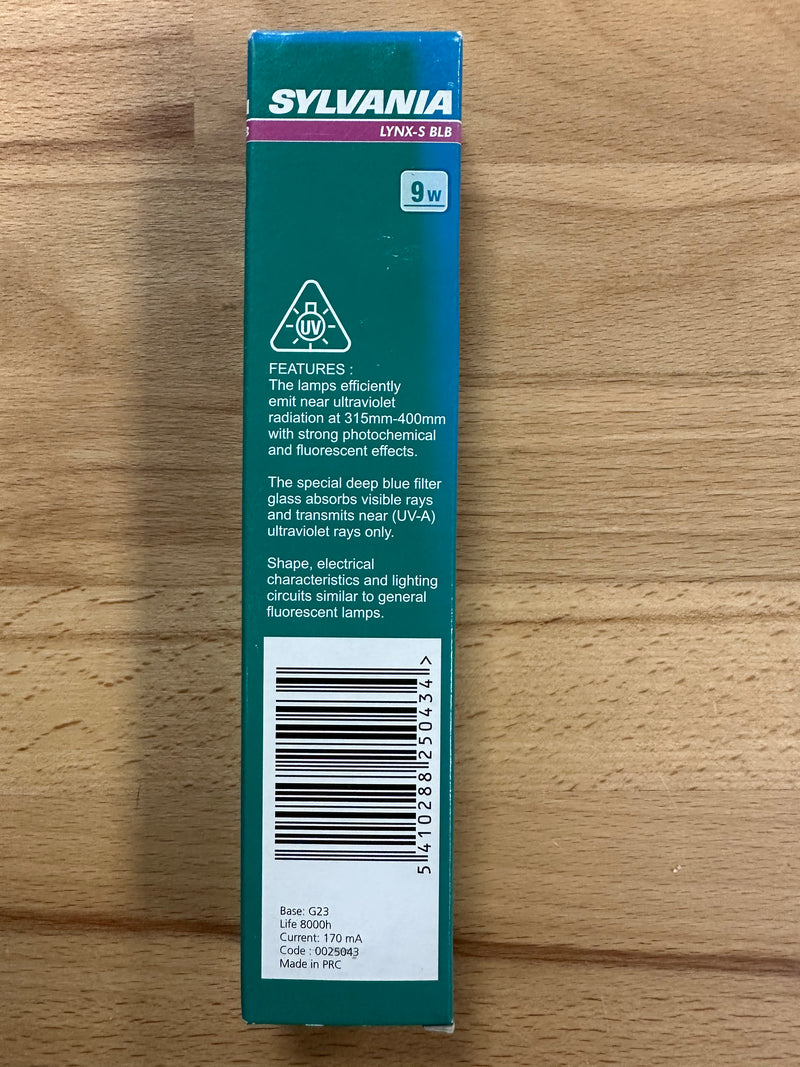 SYLVANIA
LYNX-S BLB
9w
UV
FEATURES :
The lamps efficiently
emit near ultraviolet
radiation at 315mm-400mm
with strong photochemical
and fluorescent effects.
The special deep blue filter
glass absorbs visible rays
and transmits near (UV-A)
ultraviolet rays only.
Shape, electrical
characteristics and lighting
circuits similar to general
fluorescent lamps.
5 410288 250434 >
Base: G23
Life 8000h
Current: 170 mA
Code : 0025043
Made in PRC